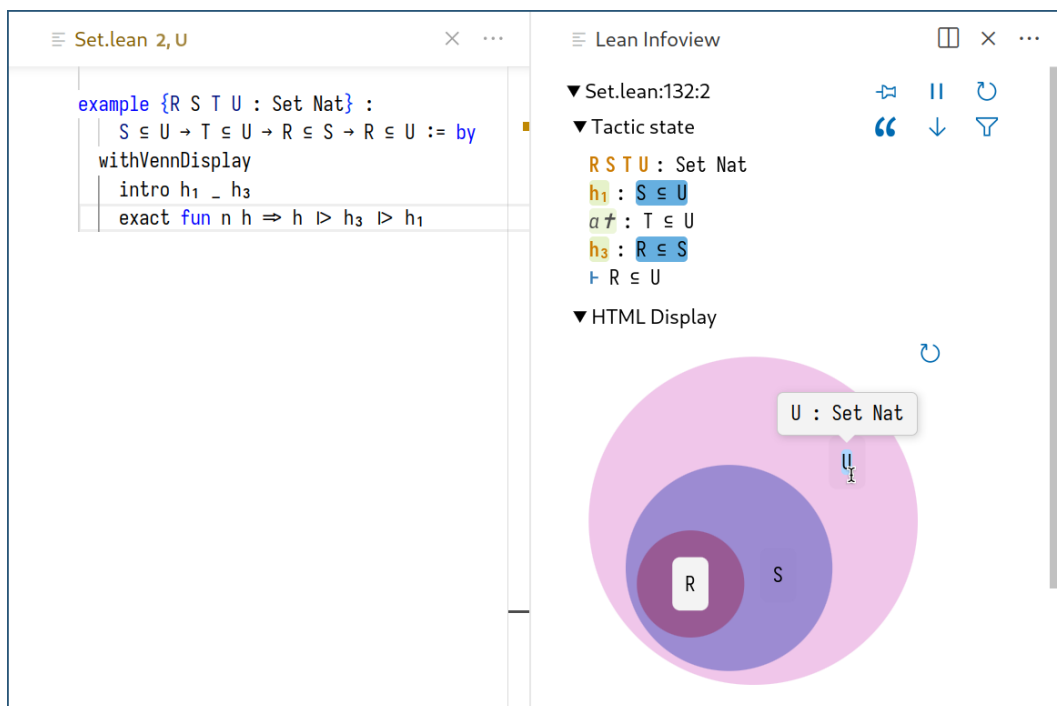 Set.lean 2, U
example {R S T U : Set Nat} :
S ⊆ U → T ⊆ U → R ⊆ S → R ⊆ U := by
withVennDisplay
intro h₁ _ h₃
exact fun n h ⇒ h |> h₃ |> h₁
Lean Infoview
Set.lean:132:2
Tactic state
R S T U : Set Nat
h₁ : S ⊆ U
a✝ : T ⊆ U
h₃ : R ⊆ S
⊢ R ⊆ U
HTML Display
U : Set Nat
U
S
R